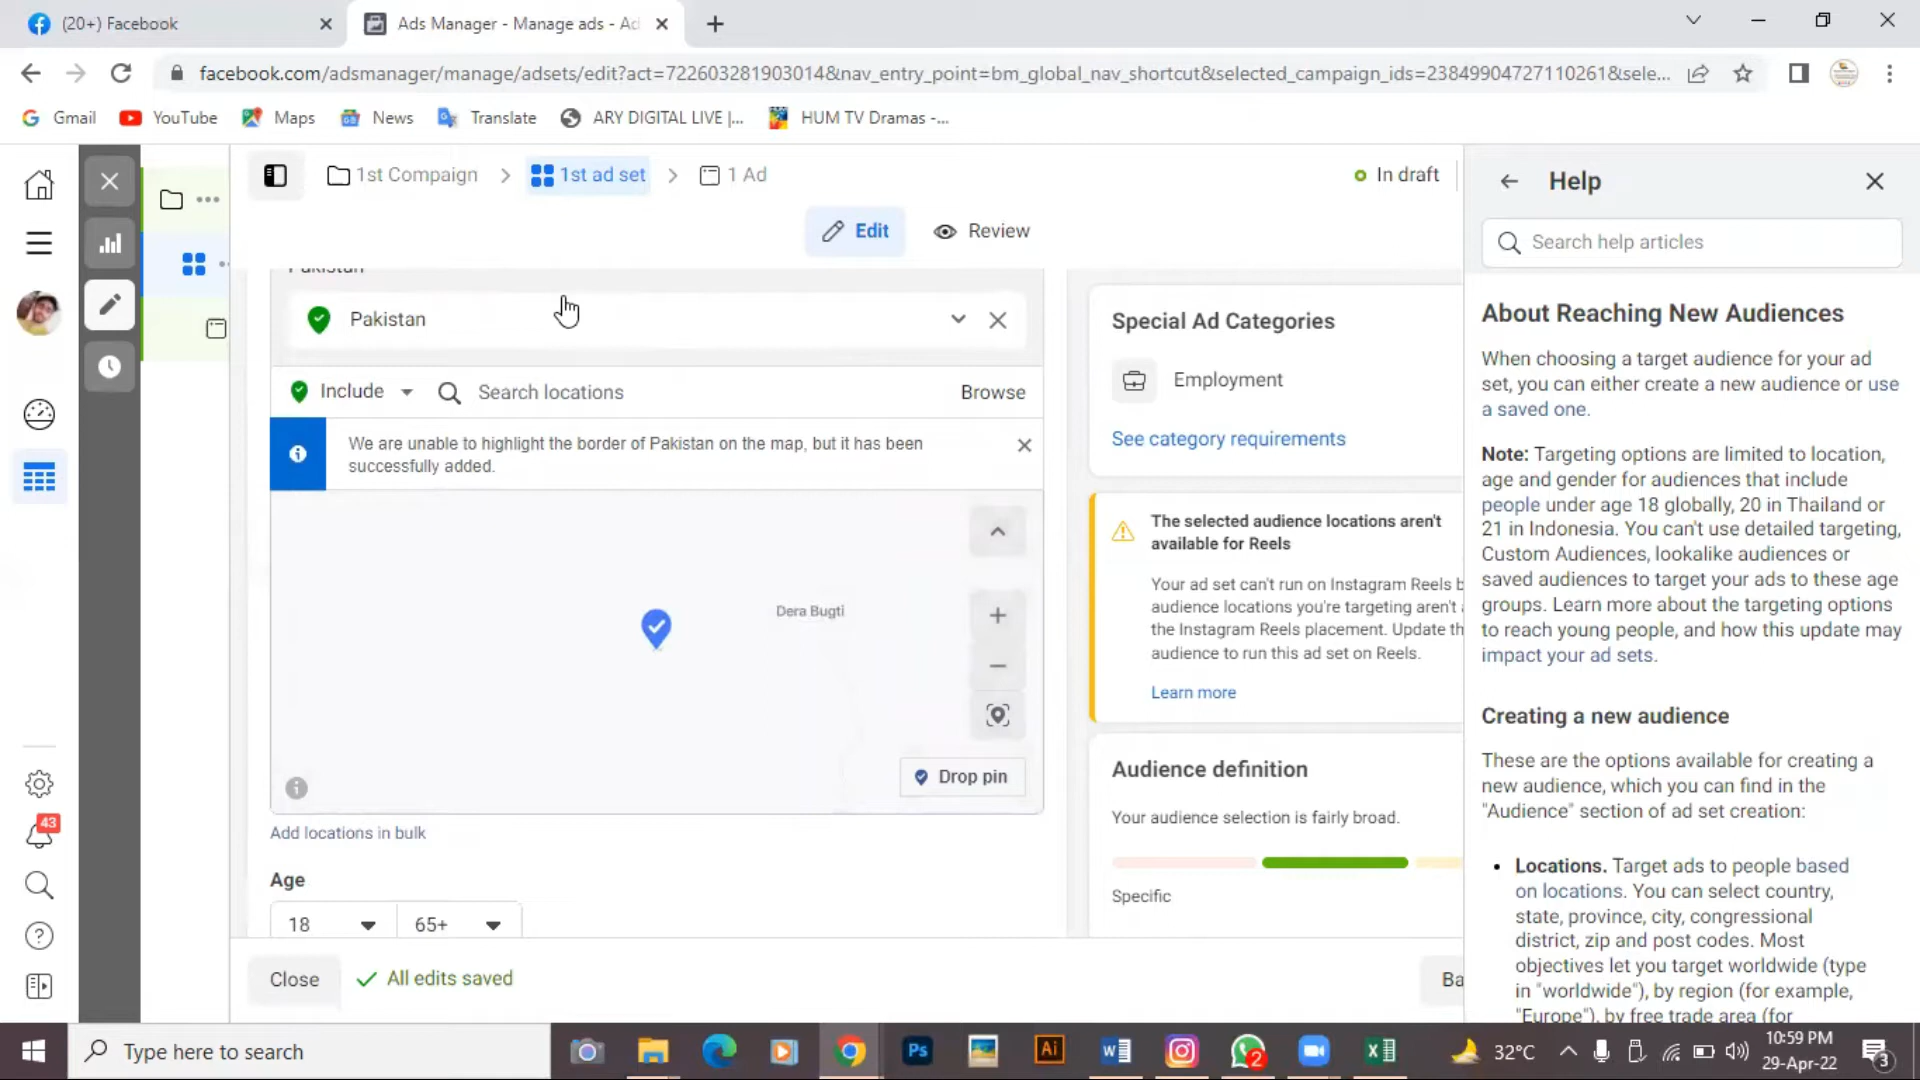 (20+) Facebook
Ads Manager - Manage ads - Ad
facebook.com/adsmanager/manage/adsets/edit?act=722603281903014&nav_entry_point=bm_global_nav_shortcut&selected_campaign_ids=23849904727110261&sele...
Gmail
YouTube
Maps
News
Translate
ARY DIGITAL LIVE |...
HUM TV Dramas -...
1st Compaign
1st ad set
1 Ad
In draft
Edit
Review
Pakistan
Pakistan
Include
Search locations
Browse
We are unable to highlight the border of Pakistan on the map, but it has been
successfully added.
Dera Bugti
Drop pin
Add locations in bulk
Age
18
65+
Close
All edits saved
Special Ad Categories
Employment
See category requirements
The selected audience locations aren't
available for Reels
Your ad set can't run on Instagram Reels b
audience locations you're targeting aren't a
the Instagram Reels placement. Update th
audience to run this ad set on Reels.
Learn more
Audience definition
Your audience selection is fairly broad.
Specific
Ba
Help
Search help articles
About Reaching New Audiences
When choosing a target audience for your ad
set, you can either create a new audience or use
a saved one.
Note: Targeting options are limited to location,
age and gender for audiences that include
people under age 18 globally, 20 in Thailand or
21 in Indonesia. You can't use detailed targeting,
Custom Audiences, lookalike audiences or
saved audiences to target your ads to these age
groups. Learn more about the targeting options
to reach young people, and how this update may
impact your ad sets.
Creating a new audience
These are the options available for creating a
new audience, which you can find in the
"Audience" section of ad set creation:
• Locations. Target ads to people based
on locations. You can select country,
state, province, city, congressional
district, zip and post codes. Most
objectives let you target worldwide (type
in "worldwide"), by region (for example,
"Europe"), by free trade area (for
43
Type here to search
Ps
Ai
2
32°C
10:59 PM
29-Apr-22
3